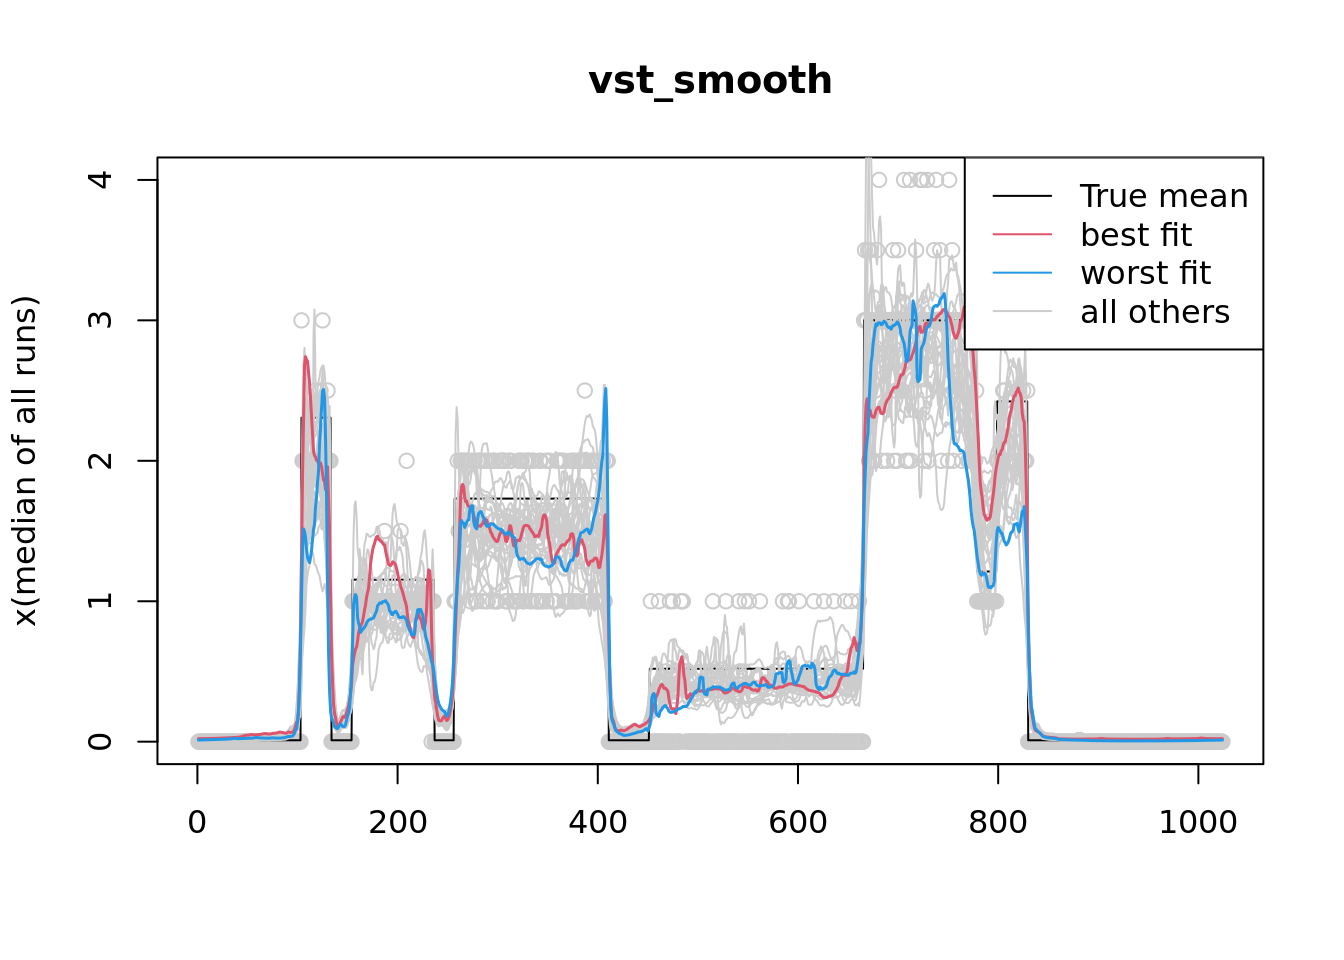 vst_smooth
x(median of all runs)
4
3
2
1
0
True mean
best fit
worst fit
all others
0 200 400 600 800 1000